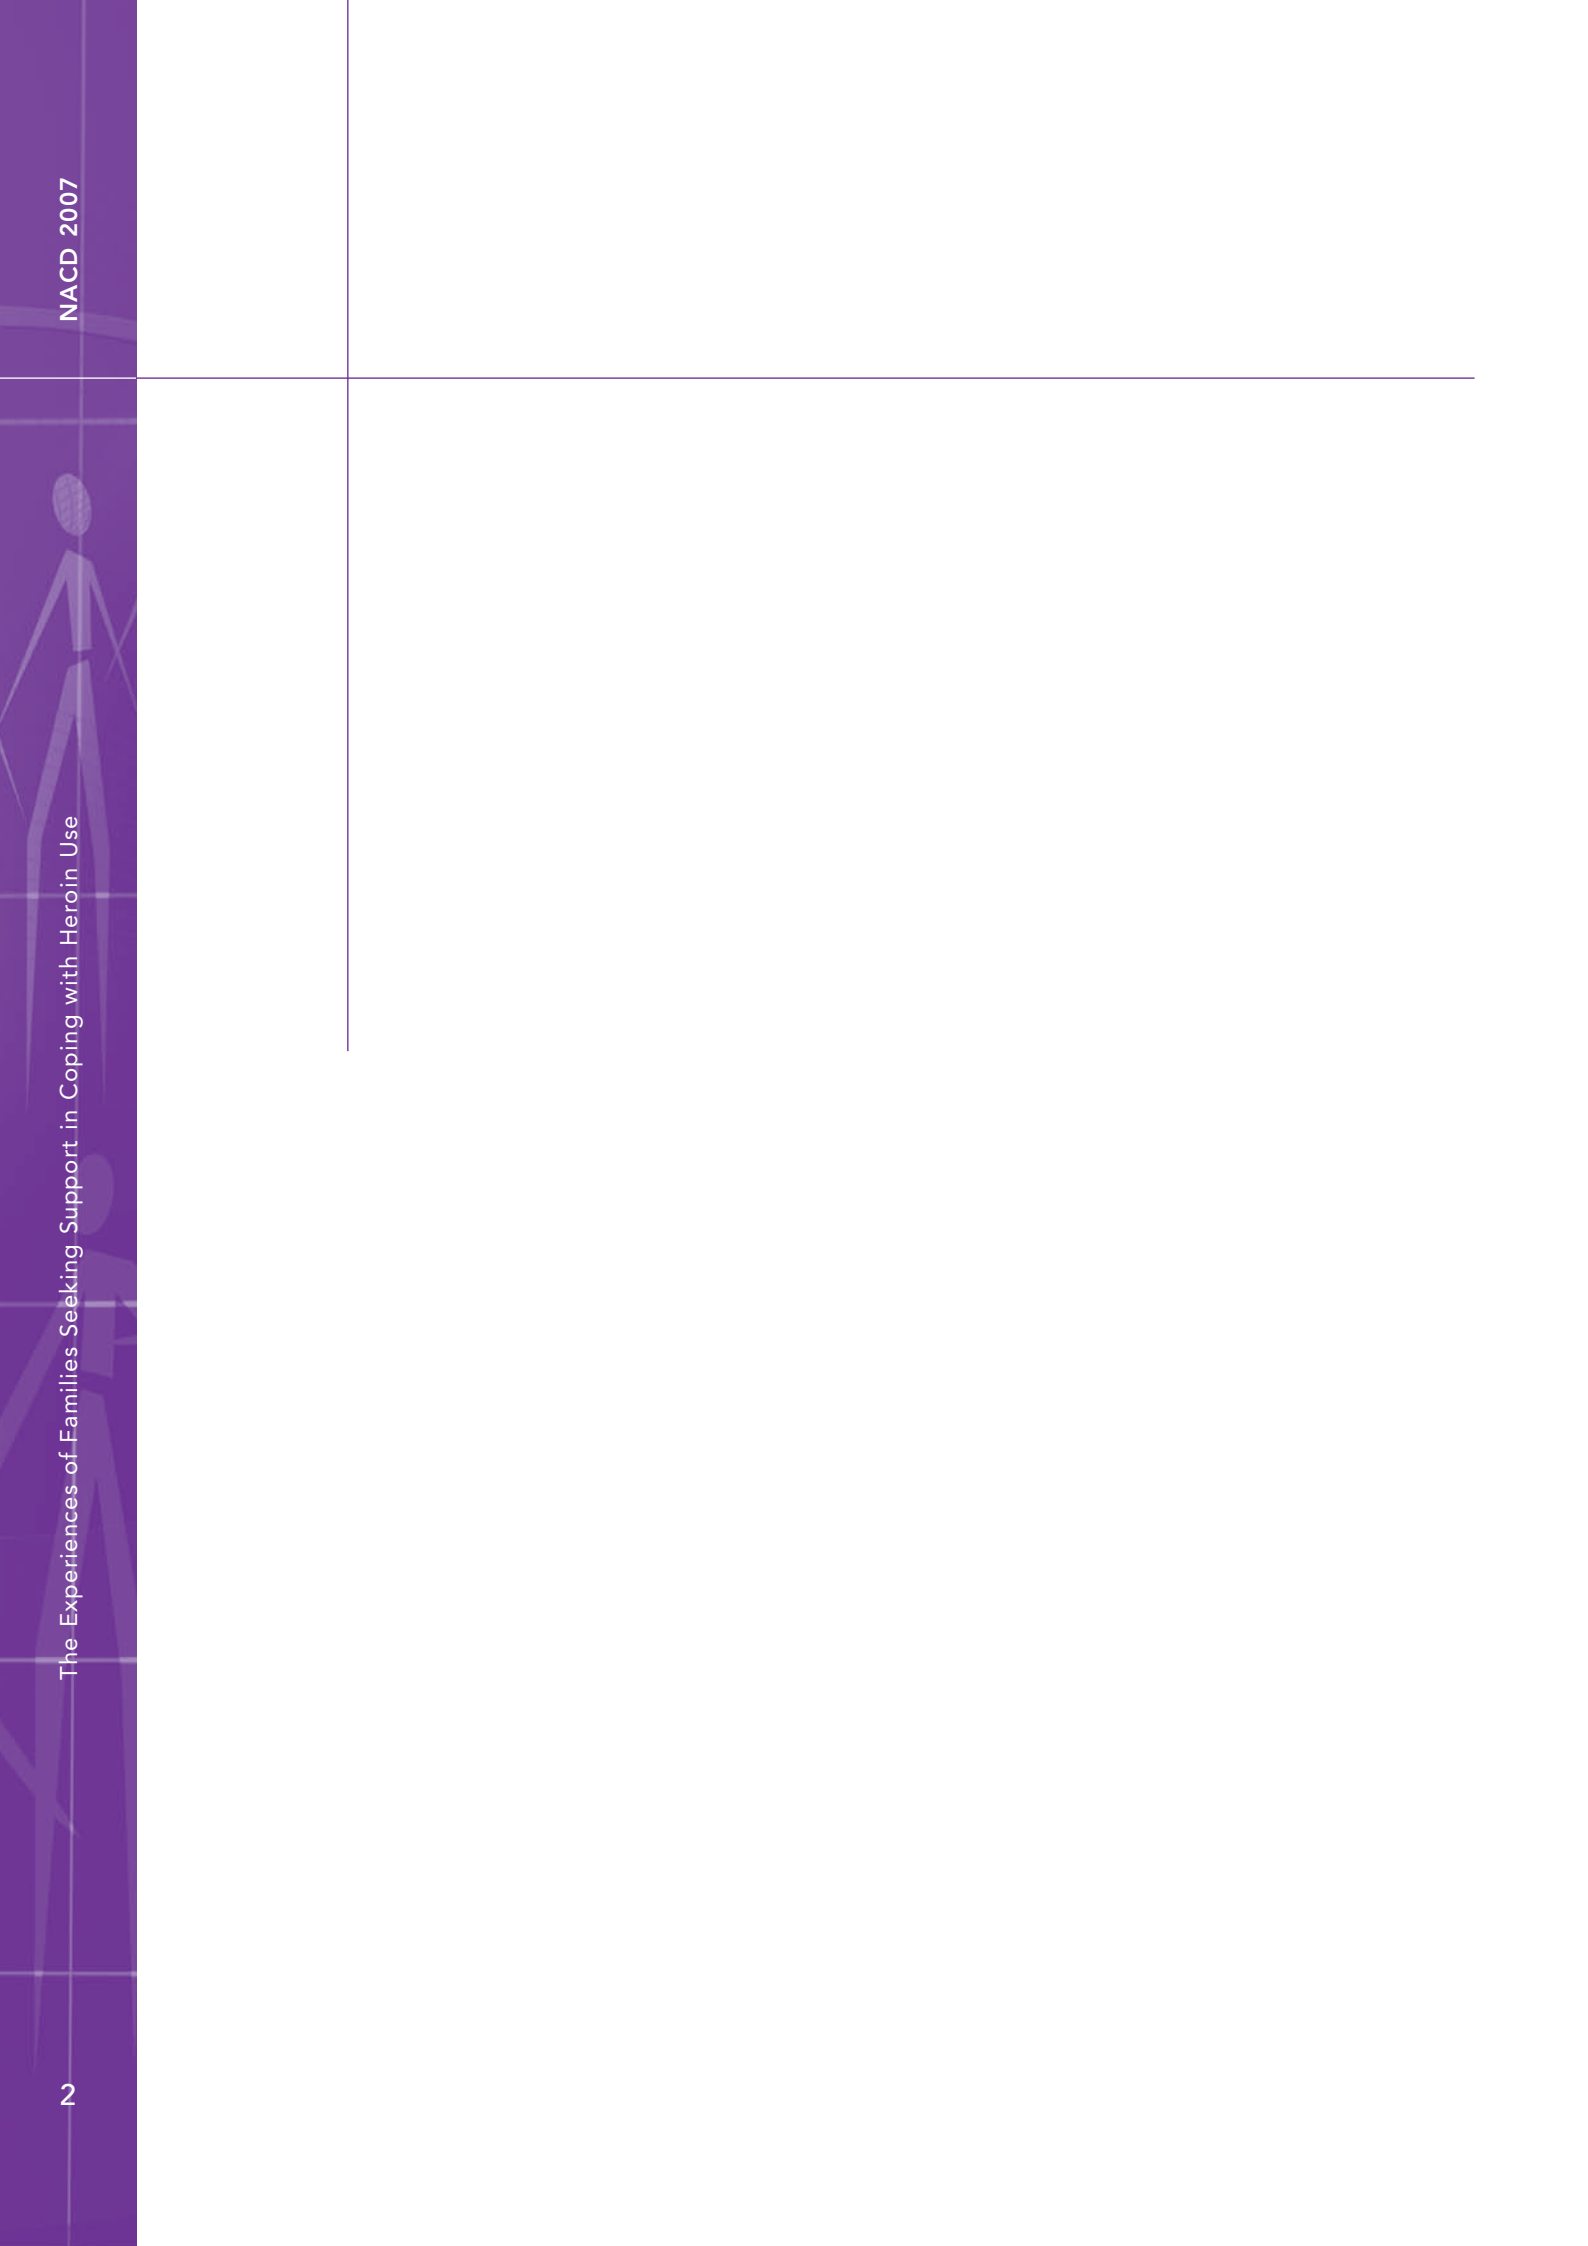 NACD 2007
The Experiences of Families Seeking Support in Coping with Heroin Use
2